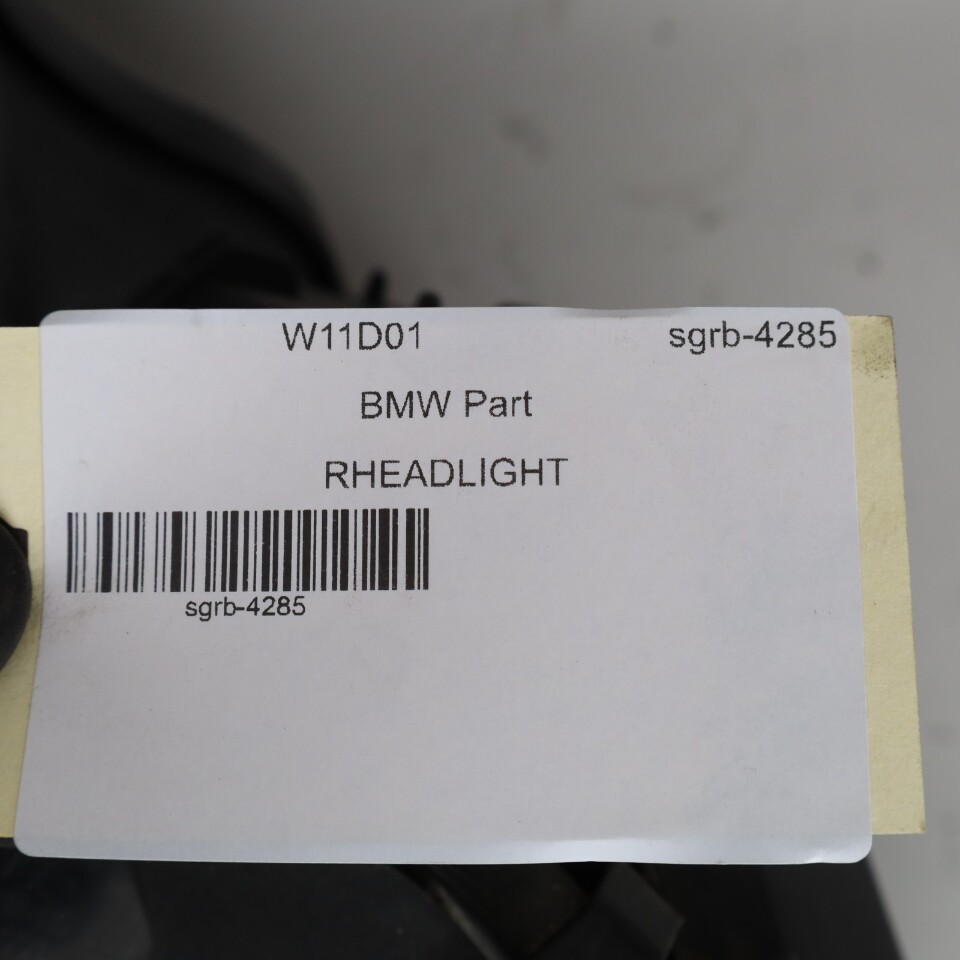 W11D01 sgrb-4285
BMW Part
RHEADLIGHT
sgrb-4285